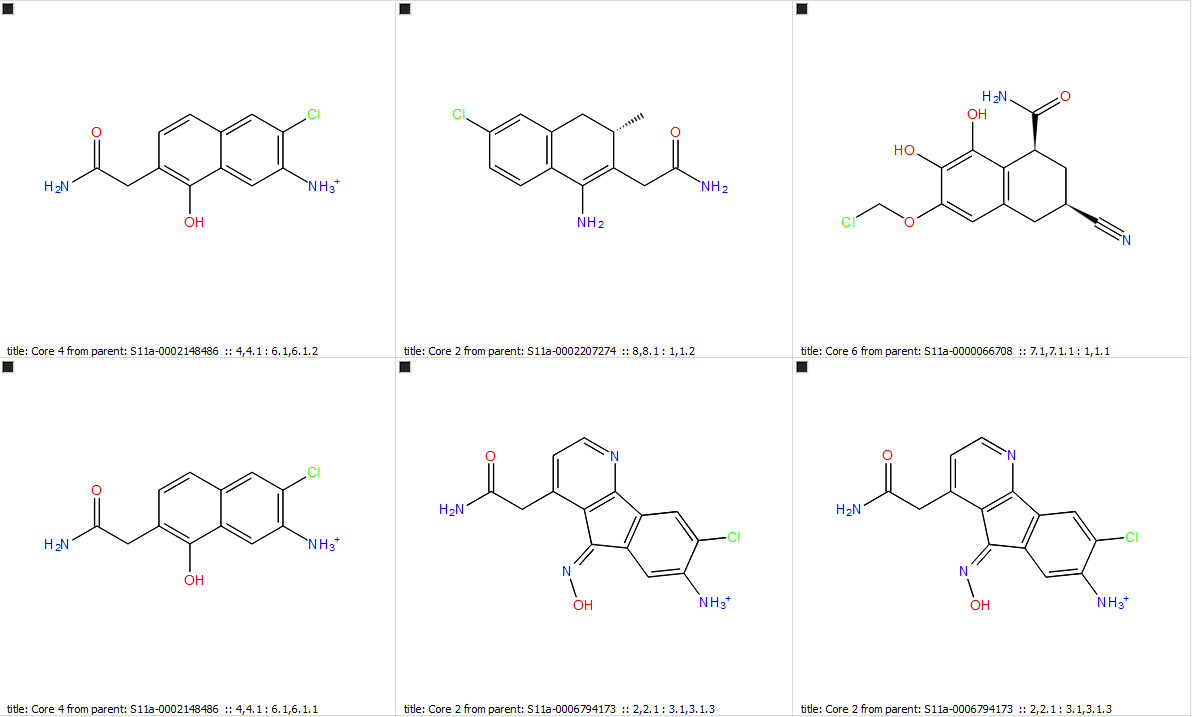 Cl
O
H2N
NH3+
OH
title: Core 4 from parent: S11a-0002148486 :: 4,4.1 : 6.1,6.1.2
Cl
O
NH2
NH2
title: Core 2 from parent: S11a-0002207274 :: 8,8.1 : 1,1.2
H2N
O
OH
HO
Cl
O
N
title: Core 6 from parent: S11a-0000066708 :: 7.1,7.1.1 : 1,1.1
Cl
O
H2N
NH3+
OH
title: Core 4 from parent: S11a-0002148486 :: 4,4.1 : 6.1,6.1.1
O
N
H2N
Cl
N
OH
NH3+
title: Core 2 from parent: S11a-0006794173 :: 2,2.1 : 3.1,3.1.3
O
N
H2N
Cl
N
OH
NH3+
title: Core 2 from parent: S11a-0006794173 :: 2,2.1 : 3.1,3.1.3